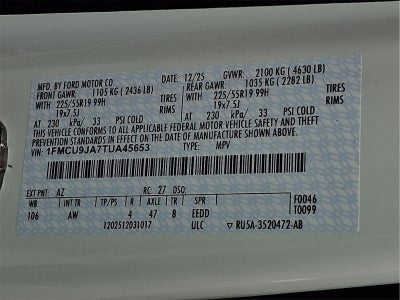 MFD. BY FORD MOTOR CO. 12/25 GVWR: 2100 KG ( 4630 LB)
FRONT GAWR: 1105 KG ( 2436 LB) REAR GAWR: 1035 KG ( 2282 LB)
WITH 225/55R19 99H TIRES WITH 225/55R19 99H TIRES
19x7.5J RIMS 19x7.5J RIMS
AT 230 kPa/ 33 PSI COLD AT 230 kPa/ 33 PSI COLD
THIS VEHICLE CONFORMS TO ALL APPLICABLE FEDERAL MOTOR VEHICLE SAFETY AND THEFT
PREVENTION STANDARDS IN EFFECT ON THE DATE OF MANUFACTURE SHOWN ABOVE.
VIN: 1FMCU9JA7TUA45653 TYPE: MPV
EXT PNT: AZ RC: 27 DSO: F0046
WB INT TR TP/PS R AXLE TR SPR T0099
106 AW 4 47 8 EEDD
1202512031017 ULC RUSA-3520472-AB